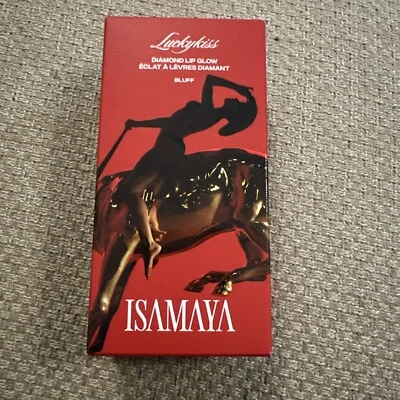 Luckykiss
DIAMOND LIP GLOW
ÉCLAT À LÈVRES DIAMANT
BLUFF
ISAMAYA